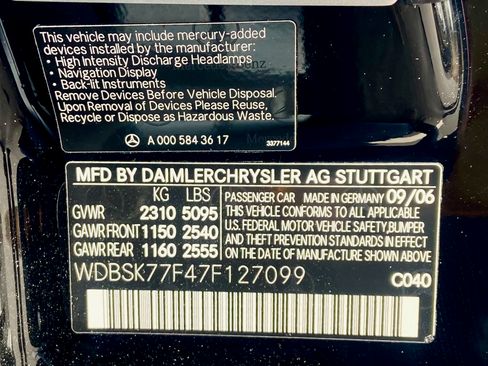 This vehicle may include mercury-added
devices installed by the manufacturer:
• High Intensity Discharge Headlamps
• Navigation Display
• Back-lit Instruments
Remove Devices Before Vehicle Disposal.
Upon Removal of Devices Please Reuse,
Recycle or Dispose as Hazardous Waste.
A 000 584 36 17
3377144
MFD BY DAIMLERCHRYSLER AG STUTTGART
KG LBS
GVWR 2310 5095
GAWR FRONT 1150 2540
GAWR REAR 1160 2555
PASSENGER CAR MADE IN GERMANY 09/06
THIS VEHICLE CONFORMS TO ALL APPLICABLE
U.S. FEDERAL MOTOR VEHICLE SAFETY,BUMPER
AND THEFT PREVENTION STANDARDS IN EFFECT
ON THE DATE OF MANUFACTURE SHOWN ABOVE.
WDBSK77F47F127099
C040